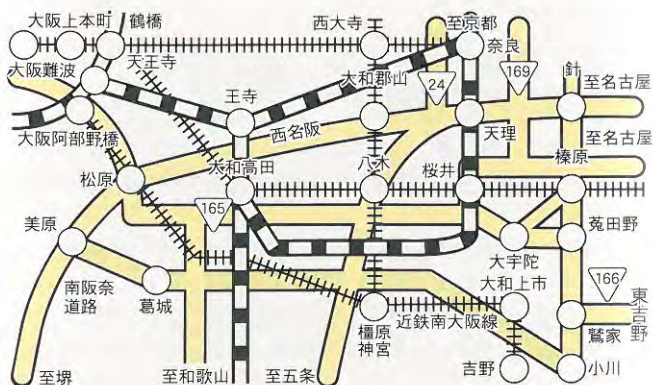 大阪上本町
鶴橋
西大寺
至京都
奈良
大阪難波
天王寺
大和郡山
24
169
針
至名古屋
王寺
西名阪
天理
至名古屋
大阪阿部野橋
松原
大和高田
八木
桜井
榛原
165
美原
菟田野
大宇陀
南阪奈
道路
葛城
大和上市
166
東吉野
橿原
神宮
近鉄南大阪線
鷲家
至堺
至和歌山
至五条
吉野
小川